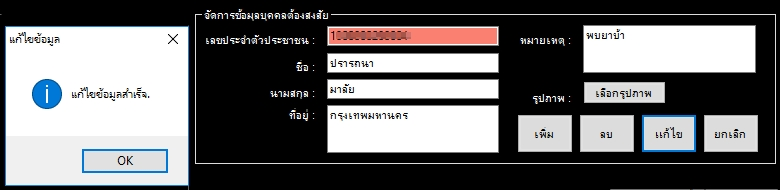 แก้ไขข้อมูล
แก้ไขข้อมูลสำเร็จ.
OK
จัดการข้อมูลบุคคลต้องสงสัย
เลขประจำตัวประชาชน :
ชื่อ : ปรารถนา
นามสกุล : มาลัย
ที่อยู่ : กรุงเทพมหานคร
หมายเหตุ : พบยาบ้า
รูปภาพ : เลือกรูปภาพ
เพิ่ม ลบ แก้ไข ยกเลิก